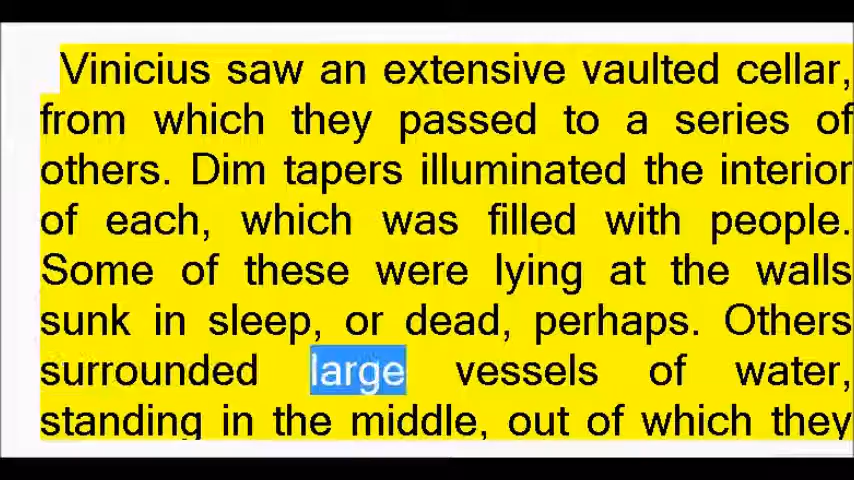 Vinicius saw an extensive vaulted cellar,
from which they passed to a series of
others. Dim tapers illuminated the interior
of each, which was filled with people.
Some of these were lying at the walls
sunk in sleep, or dead, perhaps. Others
surrounded large vessels of water,
standing in the middle, out of which they